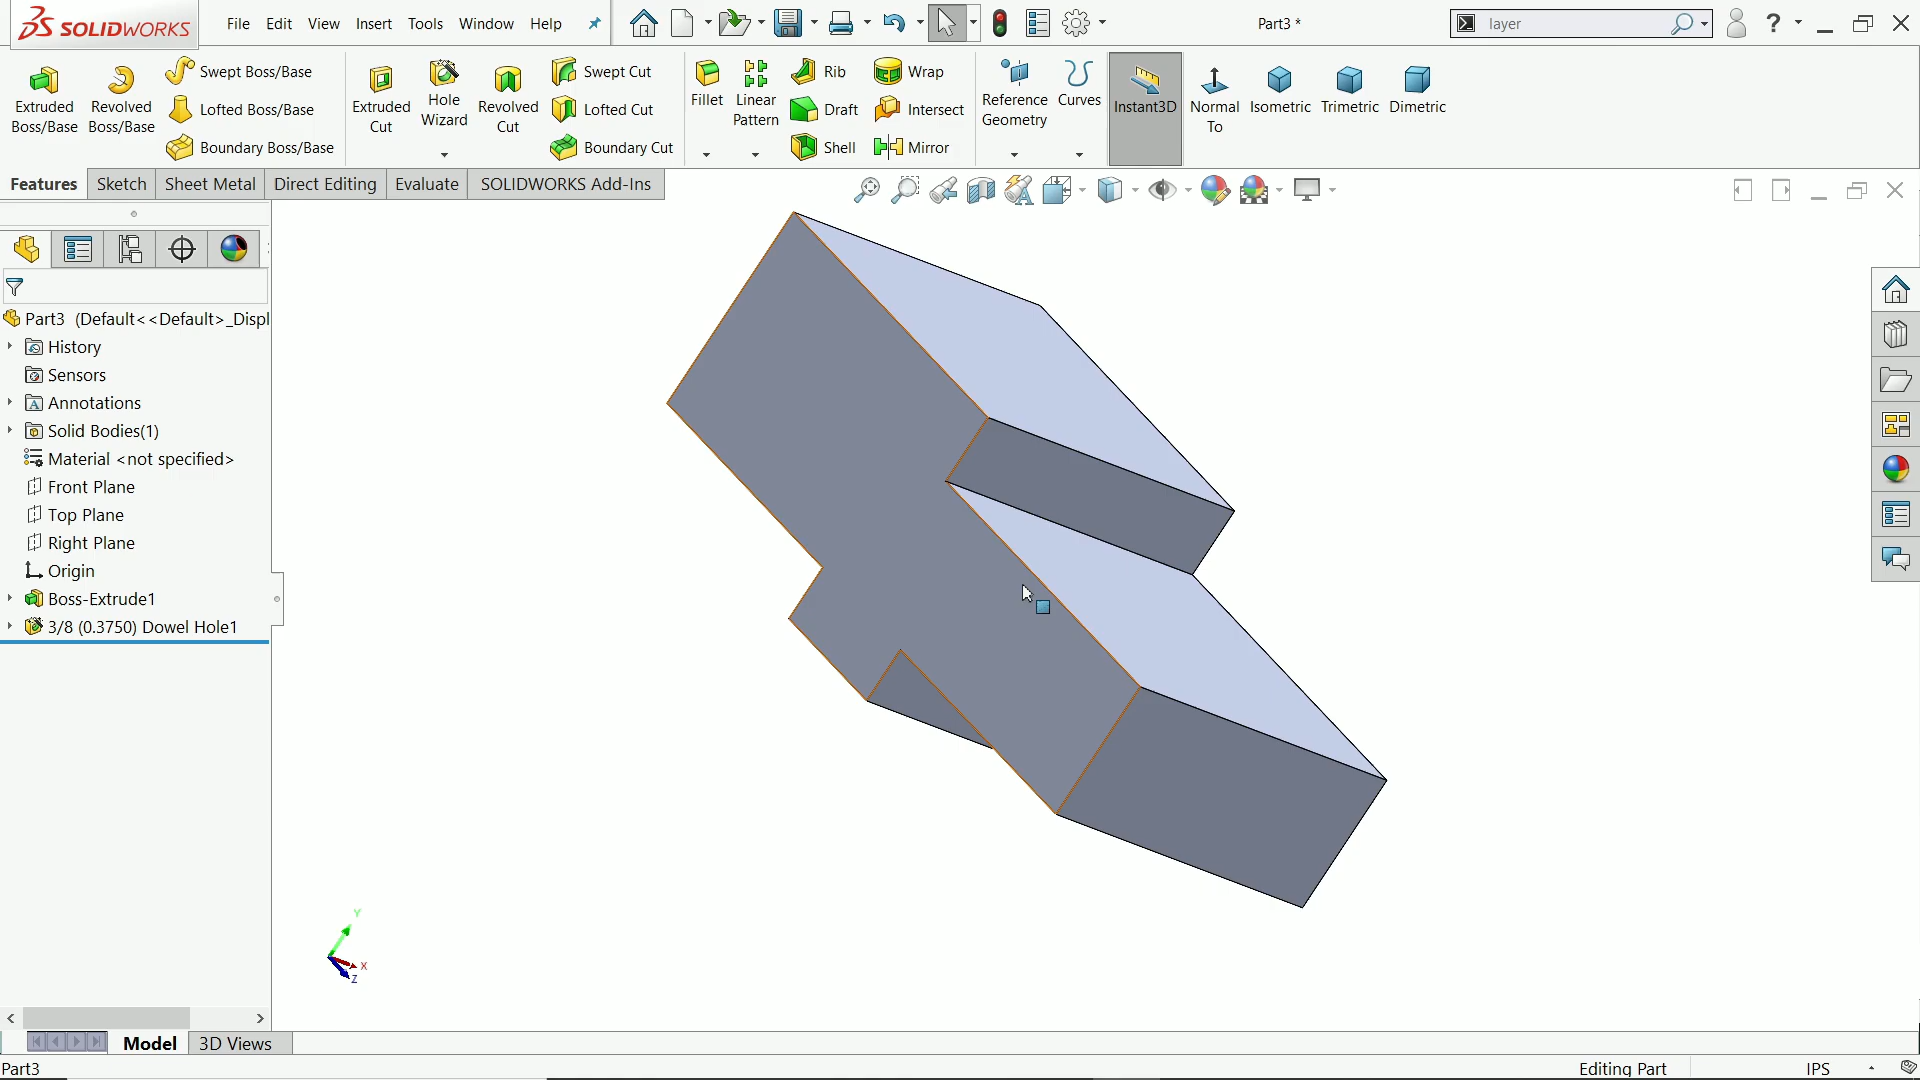 SOLIDWORKS File Edit View Insert Tools Window Help Part3 * layer ?
Extruded Boss/Base
Revolved Boss/Base
Swept Boss/Base
Lofted Boss/Base
Boundary Boss/Base
Extruded Cut
Hole Wizard
Revolved Cut
Swept Cut
Lofted Cut
Boundary Cut
Fillet
Linear Pattern
Rib
Draft
Shell
Wrap
Intersect
Mirror
Reference Geometry
Curves
Instant3D
Normal To
Isometric
Trimetric
Dimetric
Features Sketch Sheet Metal Direct Editing Evaluate SOLIDWORKS Add-Ins
Part3 (Default<<Default>_Displ
History
Sensors
Annotations
Solid Bodies(1)
Material <not specified>
Front Plane
Top Plane
Right Plane
Origin
Boss-Extrude1
3/8 (0.3750) Dowel Hole1
Y
X
Z
Model 3D Views
Part3 Editing Part IPS